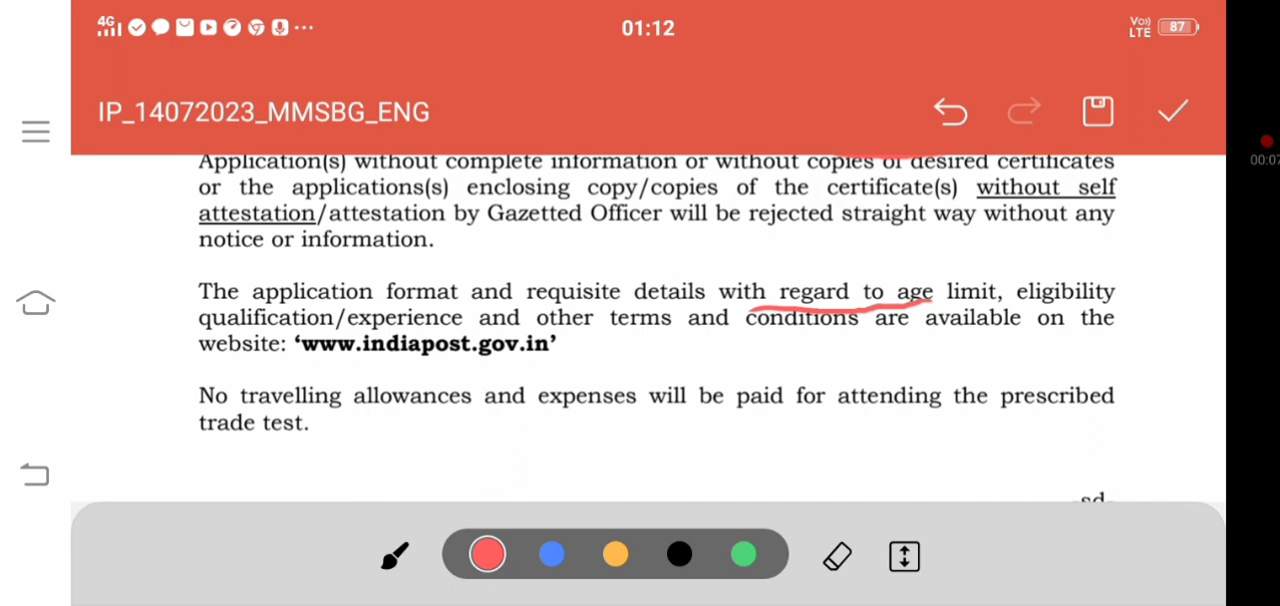 4G
01:12
Vo)) LTE
87
IP_14072023_MMSBG_ENG
Application(s) without complete information or without copies of desired certificates
or the applications(s) enclosing copy/copies of the certificate(s) without self
attestation/attestation by Gazetted Officer will be rejected straight way without any
notice or information.
The application format and requisite details with regard to age limit, eligibility
qualification/experience and other terms and conditions are available on the
website: ‘www.indiapost.gov.in’
No travelling allowances and expenses will be paid for attending the prescribed
trade test.
-sd-